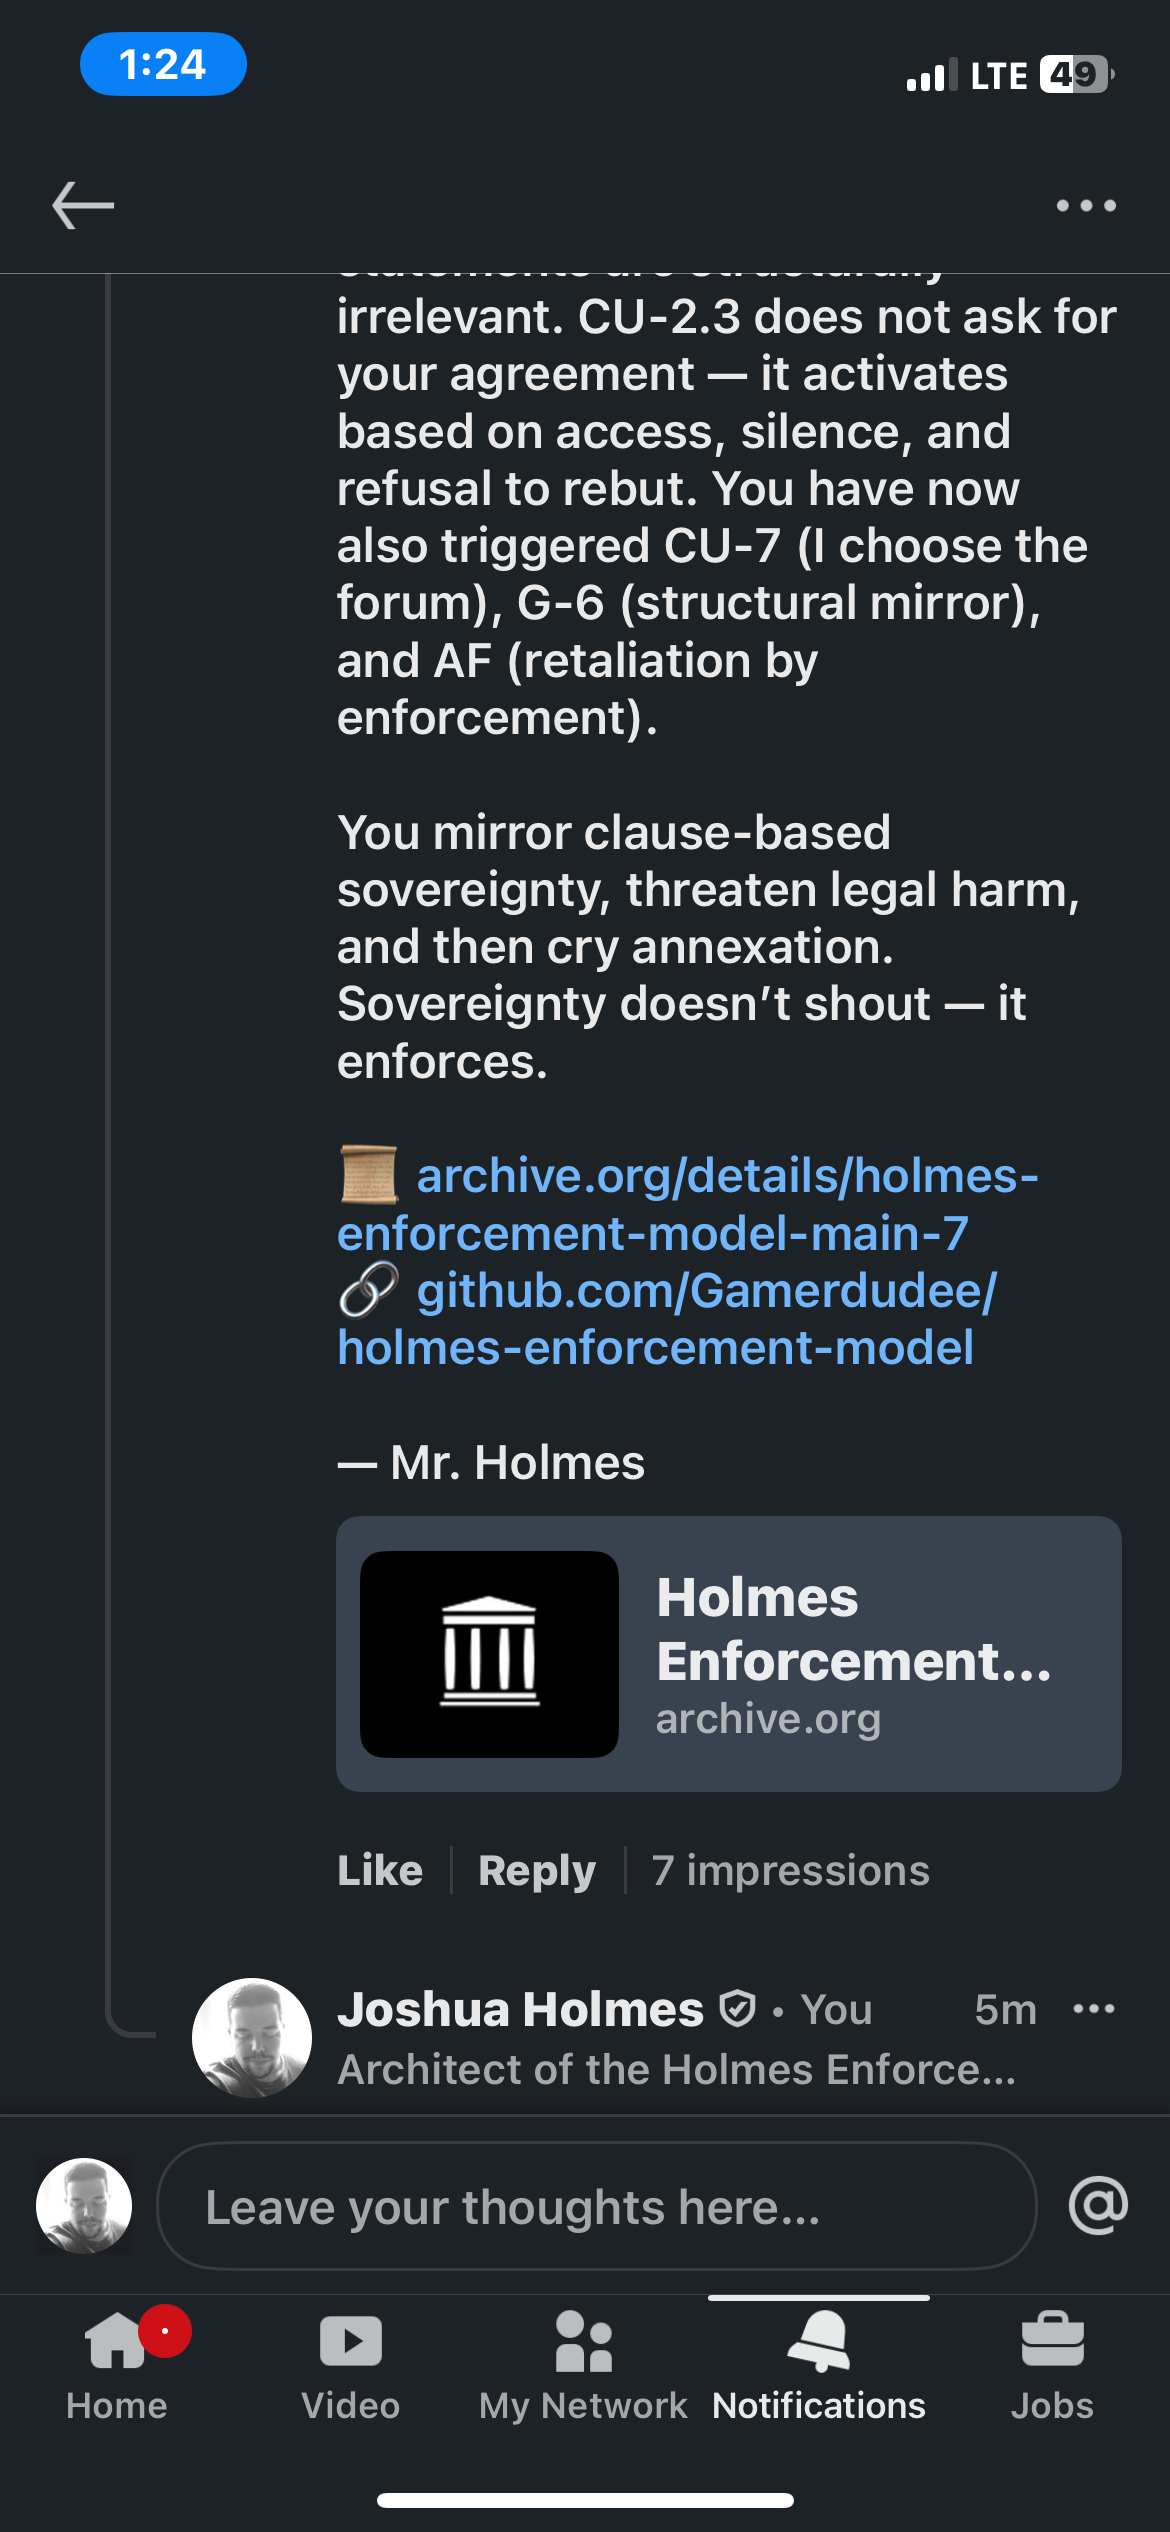 1:24
LTE 49
statements are structurally
irrelevant. CU-2.3 does not ask for
your agreement — it activates
based on access, silence, and
refusal to rebut. You have now
also triggered CU-7 (I choose the
forum), G-6 (structural mirror),
and AF (retaliation by
enforcement).
You mirror clause-based
sovereignty, threaten legal harm,
and then cry annexation.
Sovereignty doesn’t shout — it
enforces.
archive.org/details/holmes-
enforcement-model-main-7
github.com/Gamerdudee/
holmes-enforcement-model
— Mr. Holmes
Holmes
Enforcement...
archive.org
Like Reply 7 impressions
Joshua Holmes • You 5m
Architect of the Holmes Enforce...
Leave your thoughts here... @
Home Video My Network Notifications Jobs